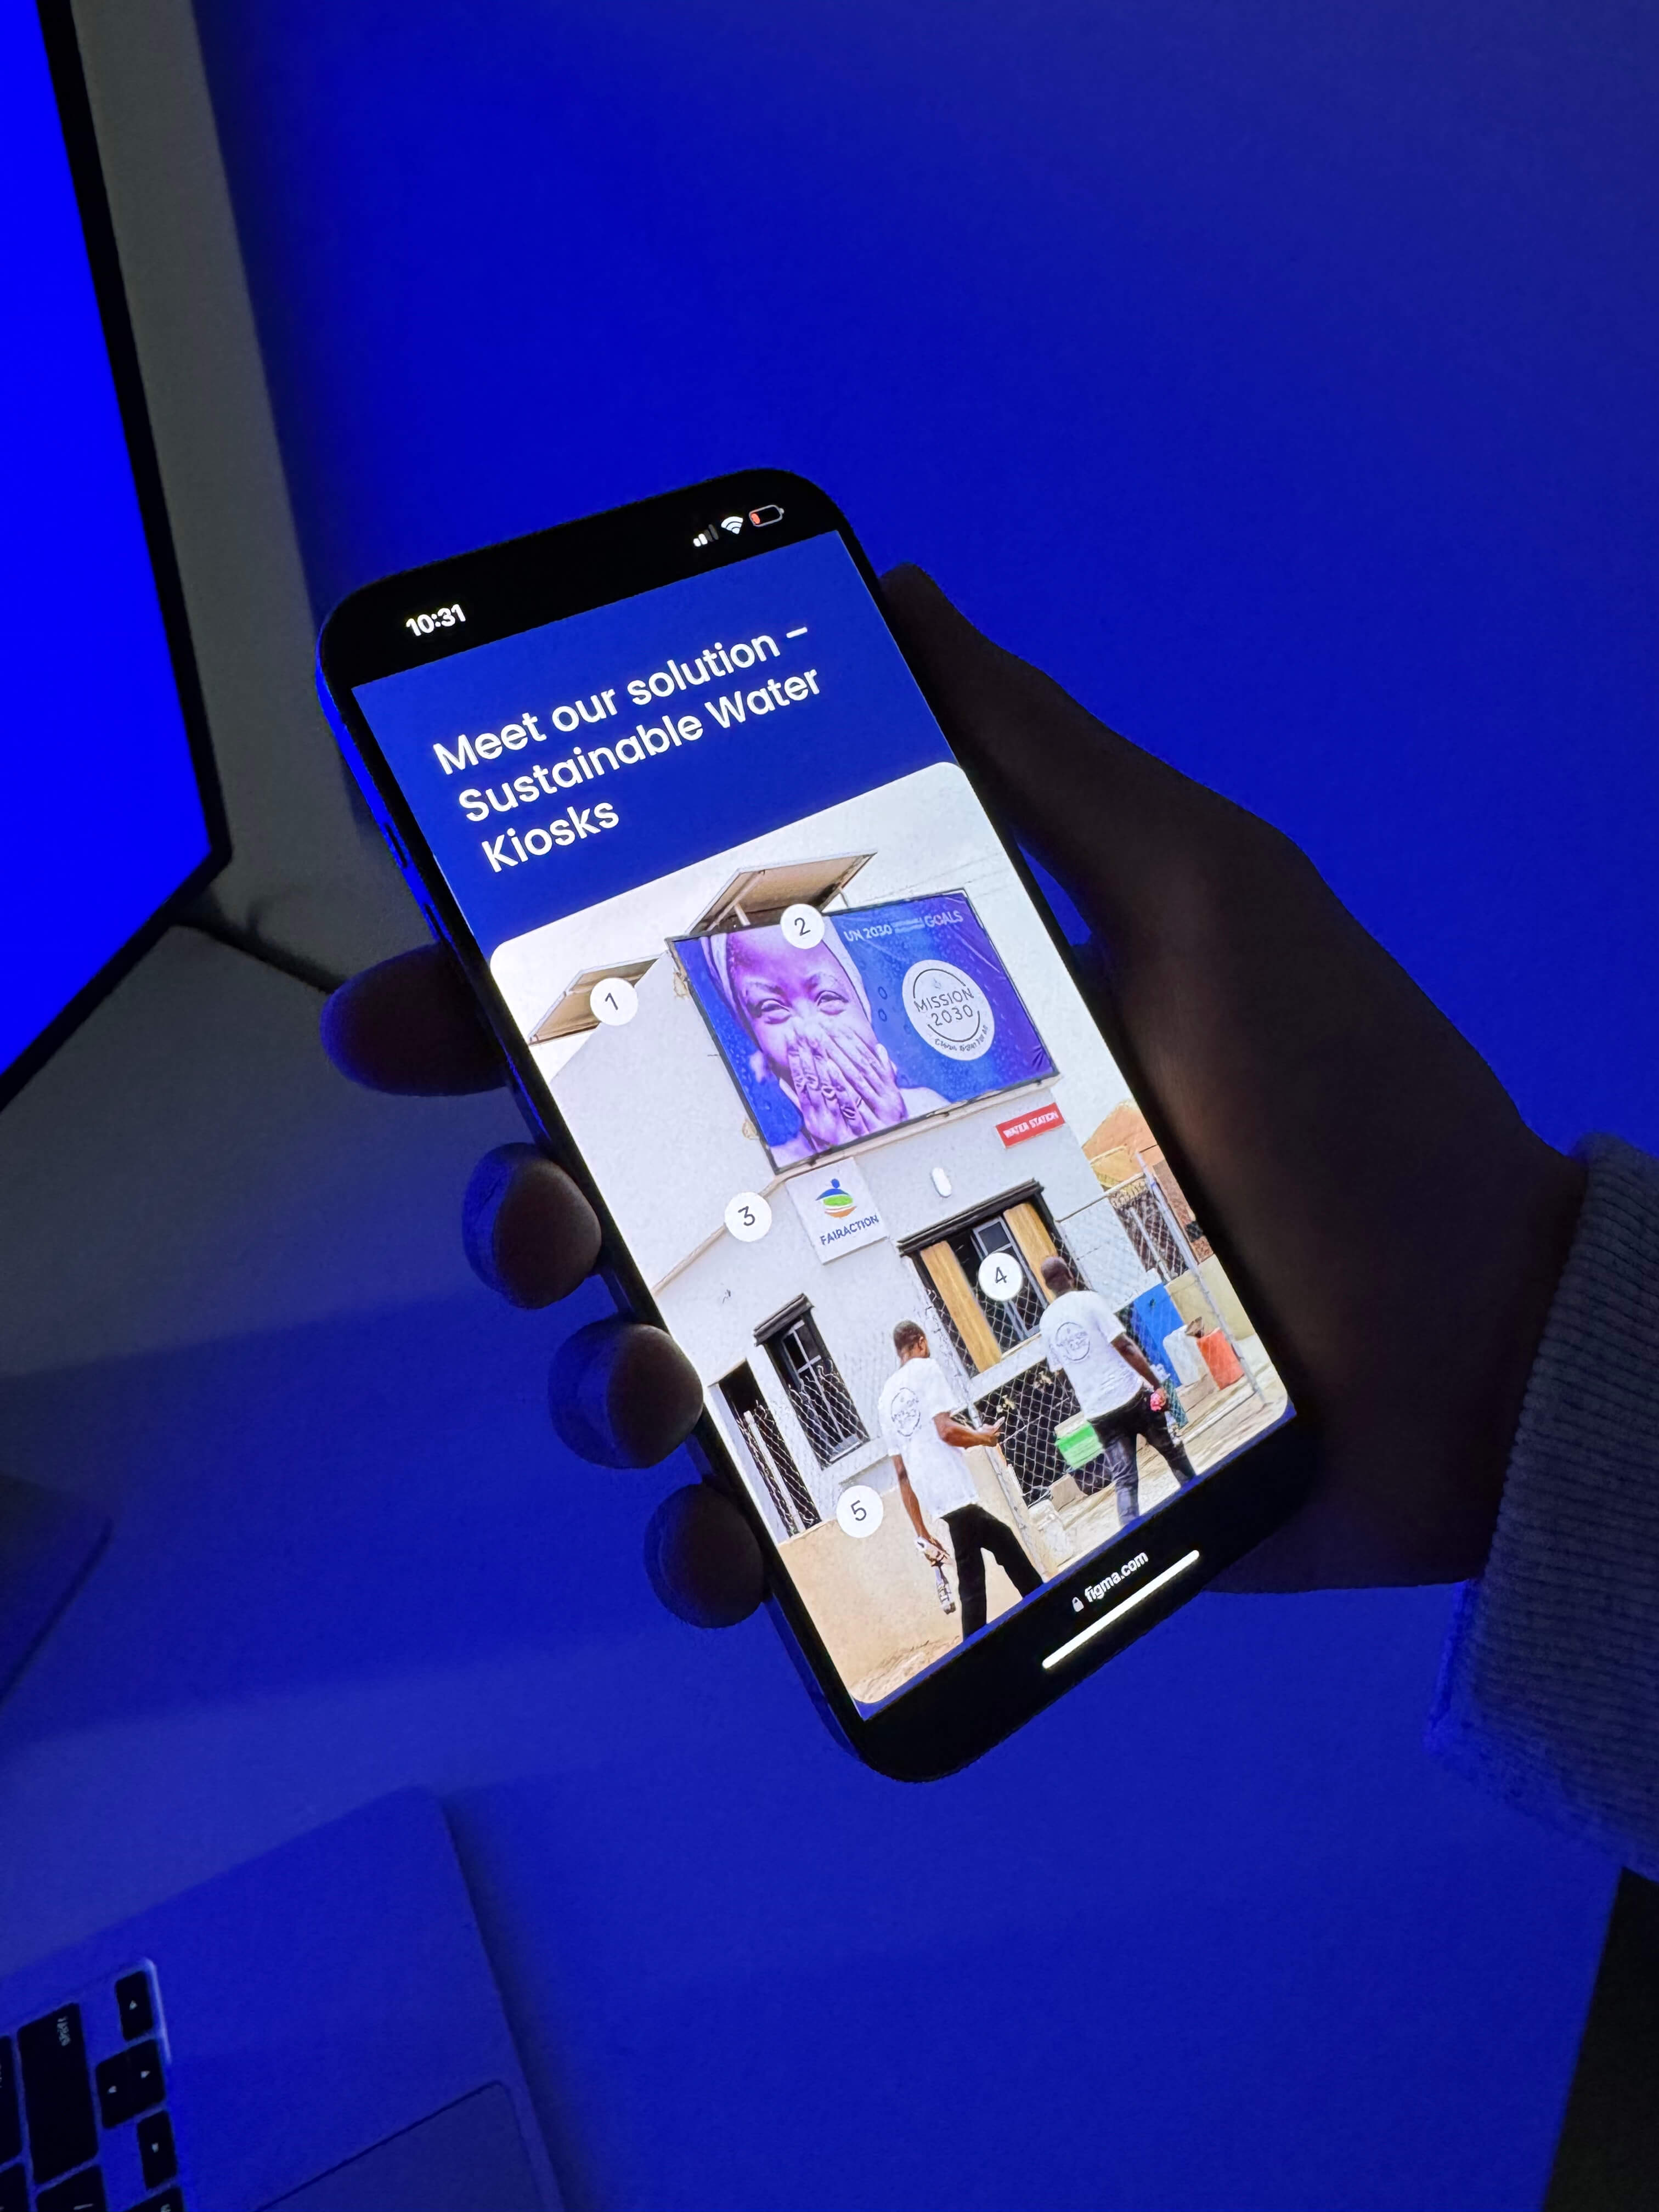 10:31
Meet our solution –
Sustainable Water
Kiosks
2
UN 2030 GOALS
1
MISSION
2030
WATER STATION
3
FAIRACTION
4
5
figma.com
shift